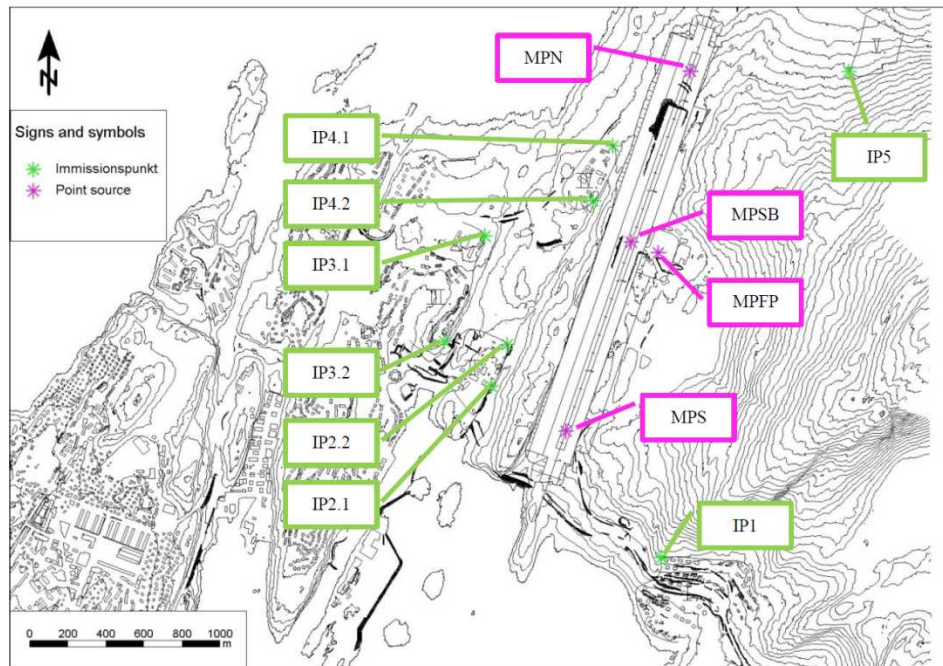 N
Signs and symbols
Immissionspunkt
Point source
MPN
IP4.1
IP5
IP4.2
MPSB
IP3.1
MPFP
IP3.2
MPS
IP2.2
IP2.1
IP1
0 200 400 600 800 1000
m